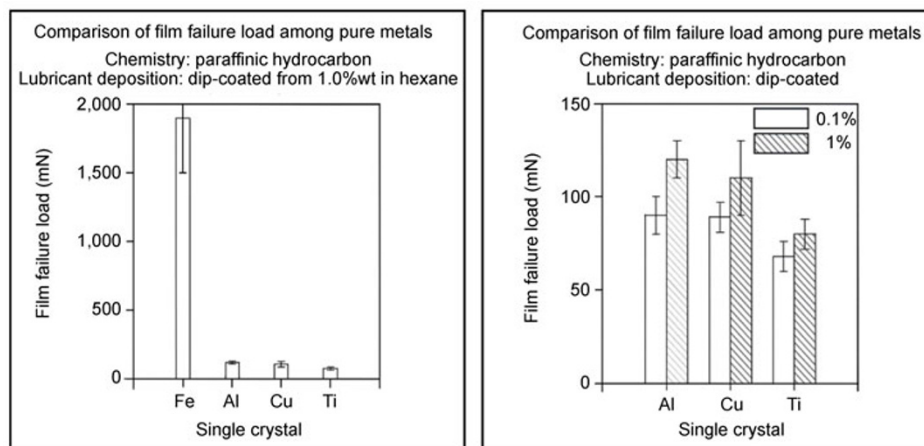 Comparison of film failure load among pure metals
Chemistry: paraffinic hydrocarbon
Lubricant deposition: dip-coated from 1.0%wt in hexane
Film failure load (mN)
2,000
1,500
1,000
500
0
Fe Al Cu Ti
Single crystal
Comparison of film failure load among pure metals
Chemistry: paraffinic hydrocarbon
Lubricant deposition: dip-coated
Film failure load (mN)
150
100
50
0
0.1%
1%
Al Cu Ti
Single crystal